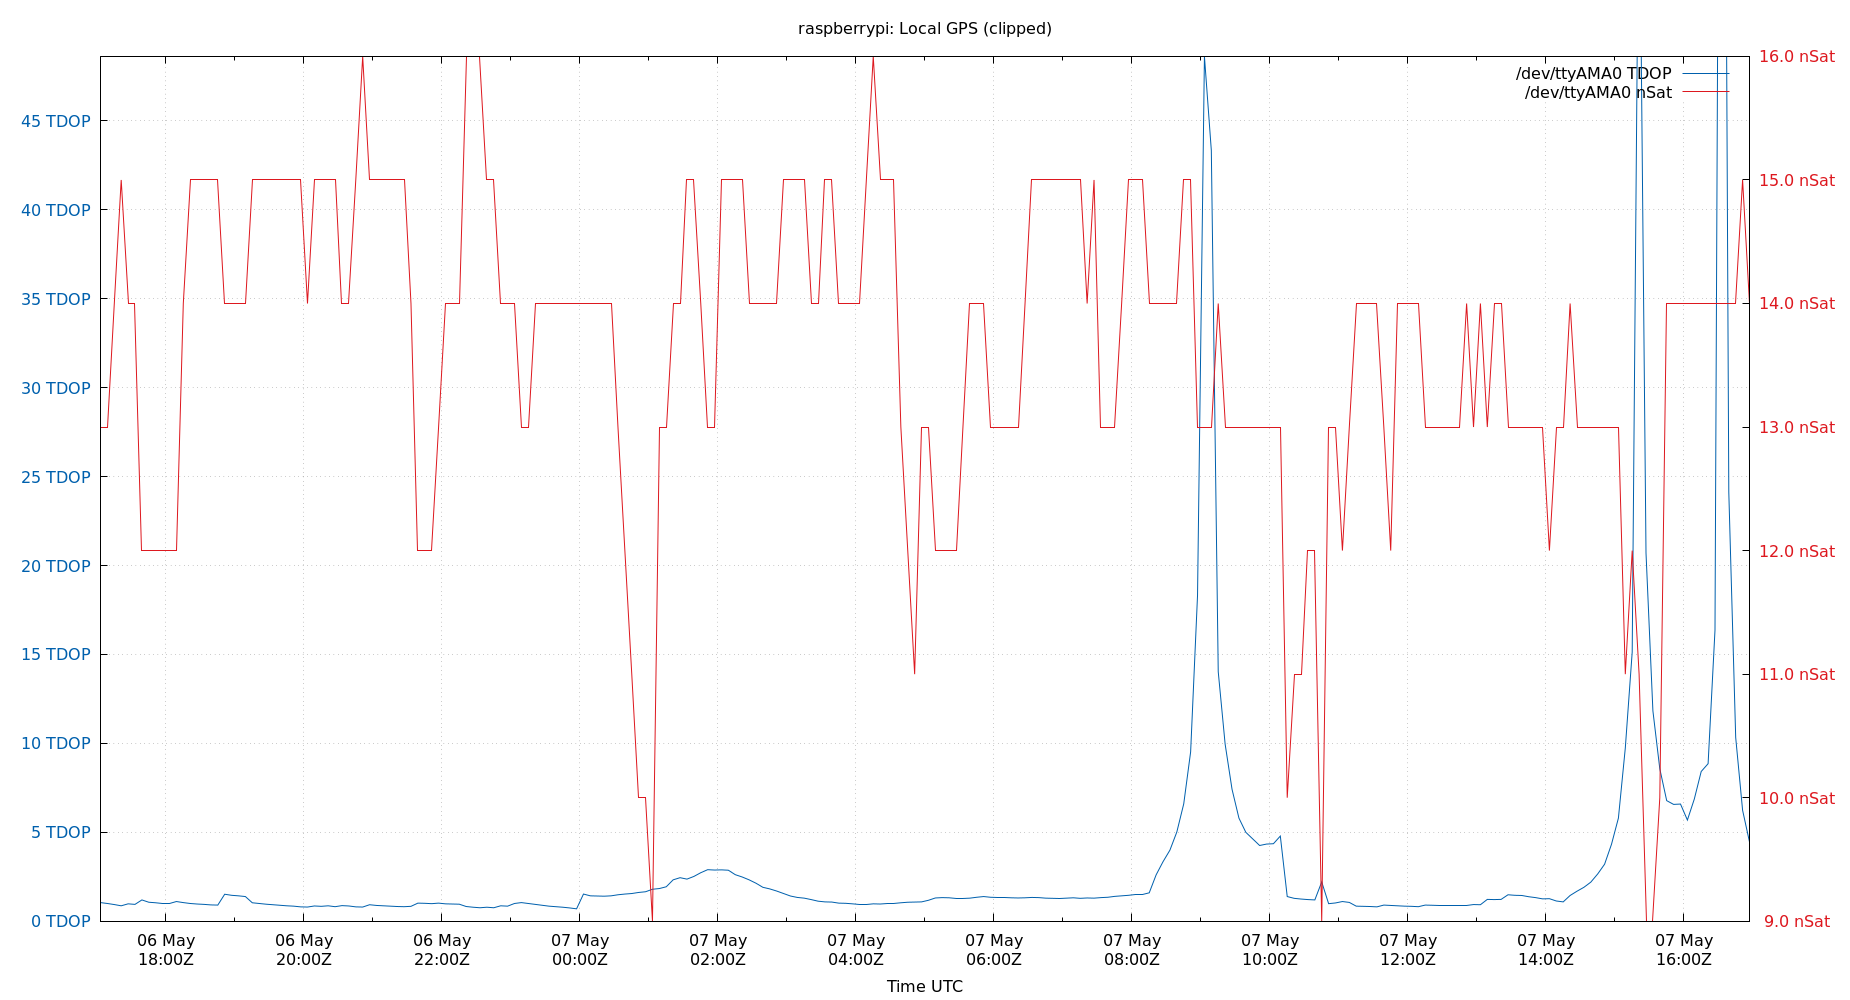 raspberrypi: Local GPS (clipped)
/dev/ttyAMA0 TDOP
/dev/ttyAMA0 nSat
45 TDOP
40 TDOP
35 TDOP
30 TDOP
25 TDOP
20 TDOP
15 TDOP
10 TDOP
5 TDOP
0 TDOP
16.0 nSat
15.0 nSat
14.0 nSat
13.0 nSat
12.0 nSat
11.0 nSat
10.0 nSat
9.0 nSat
06 May
18:00Z
06 May
20:00Z
06 May
22:00Z
07 May
00:00Z
07 May
02:00Z
07 May
04:00Z
07 May
06:00Z
07 May
08:00Z
07 May
10:00Z
07 May
12:00Z
07 May
14:00Z
07 May
16:00Z
Time UTC